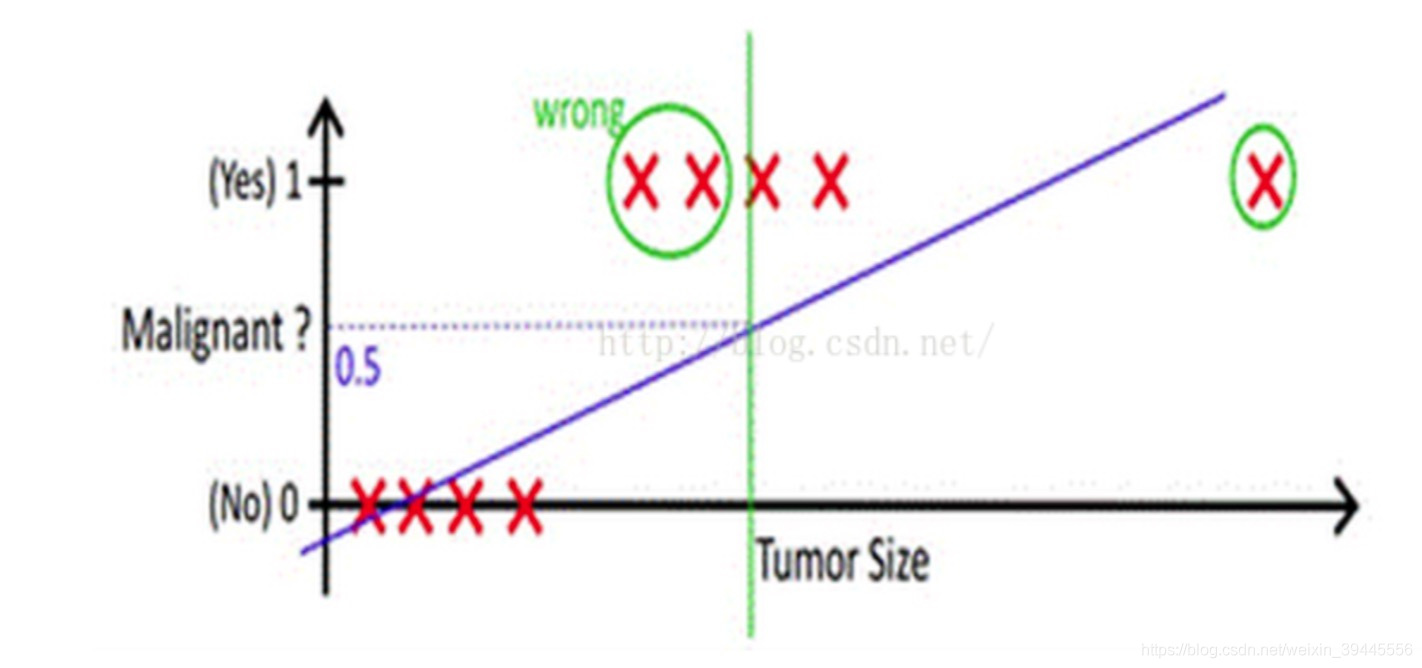 wrong
(Yes) 1
Malignant ?
0.5
http://blog.csdn.net/
(No) 0
Tumor Size
https://blog.csdn.net/weixin_39445556